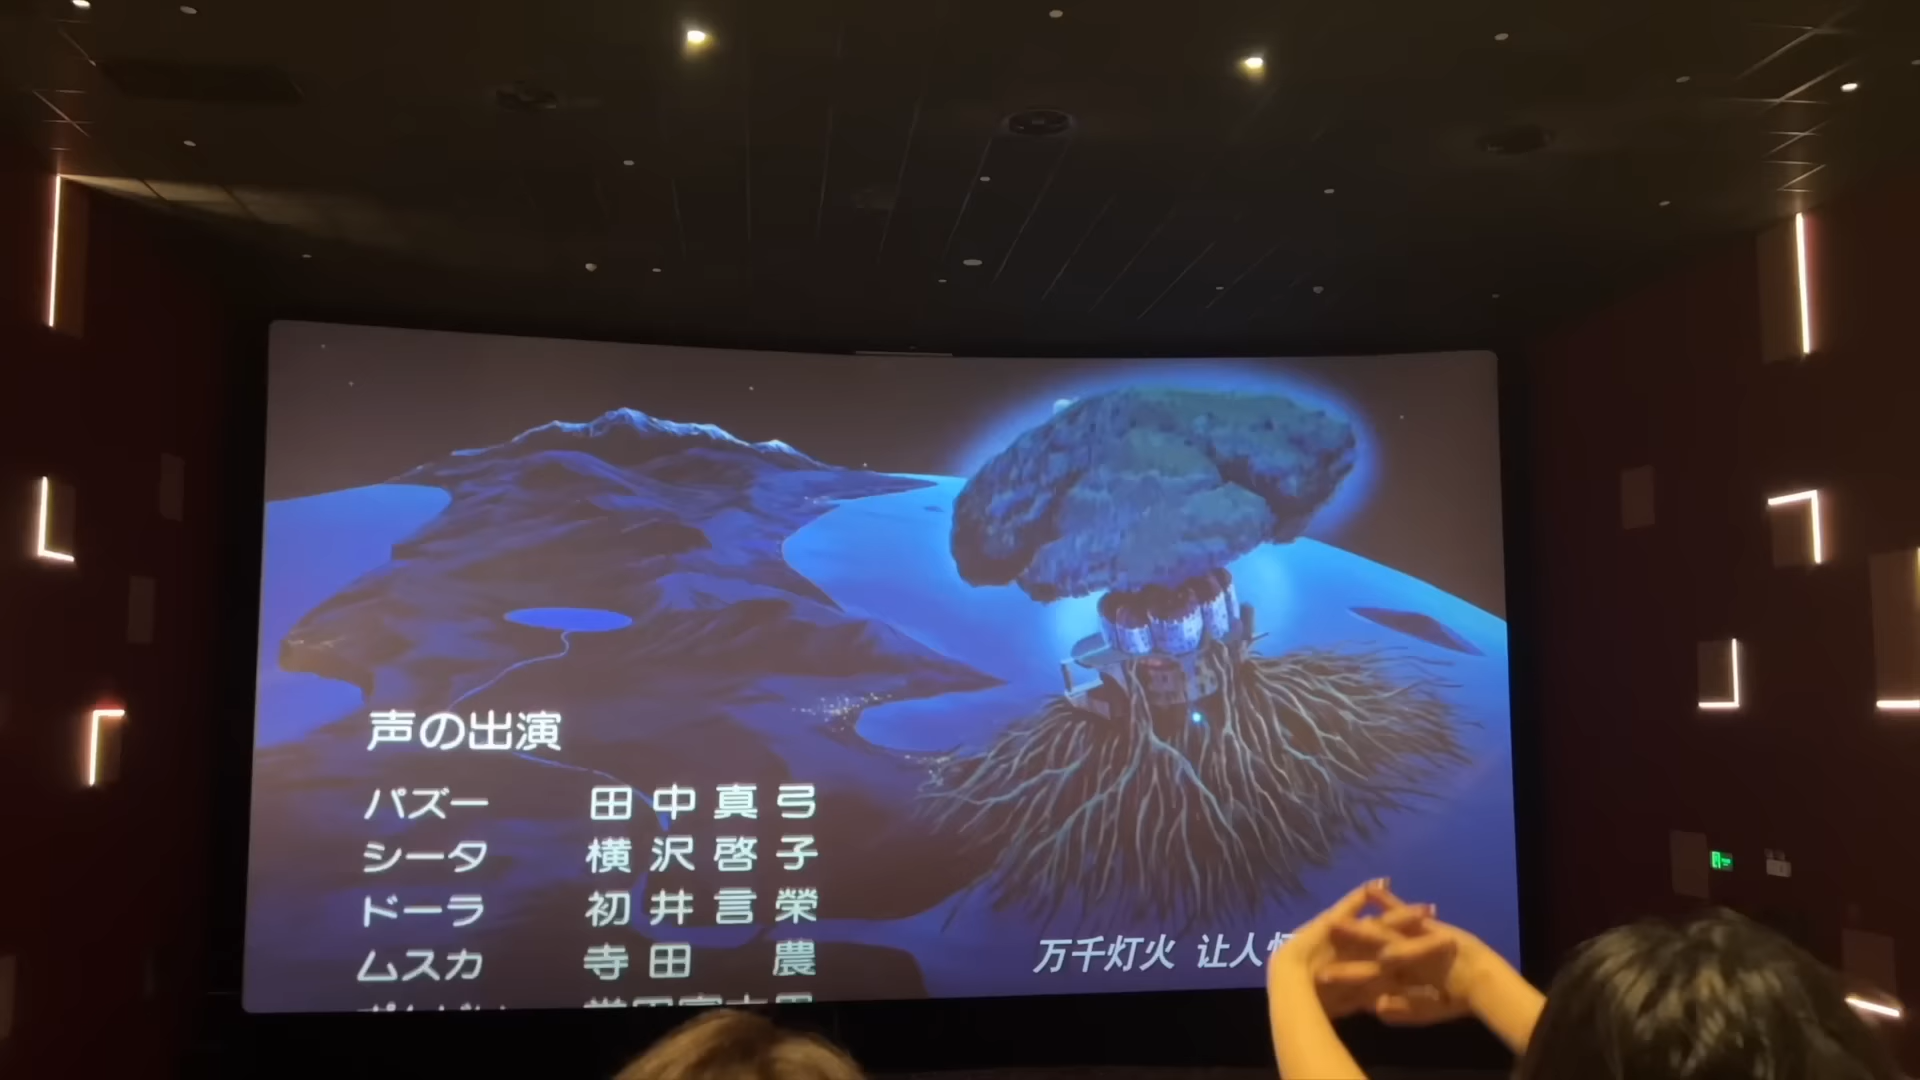 声の出演
パズー 田中真弓
シータ 横沢啓子
ドーラ 初井言榮
ムスカ 寺田 農
万千灯火 让人